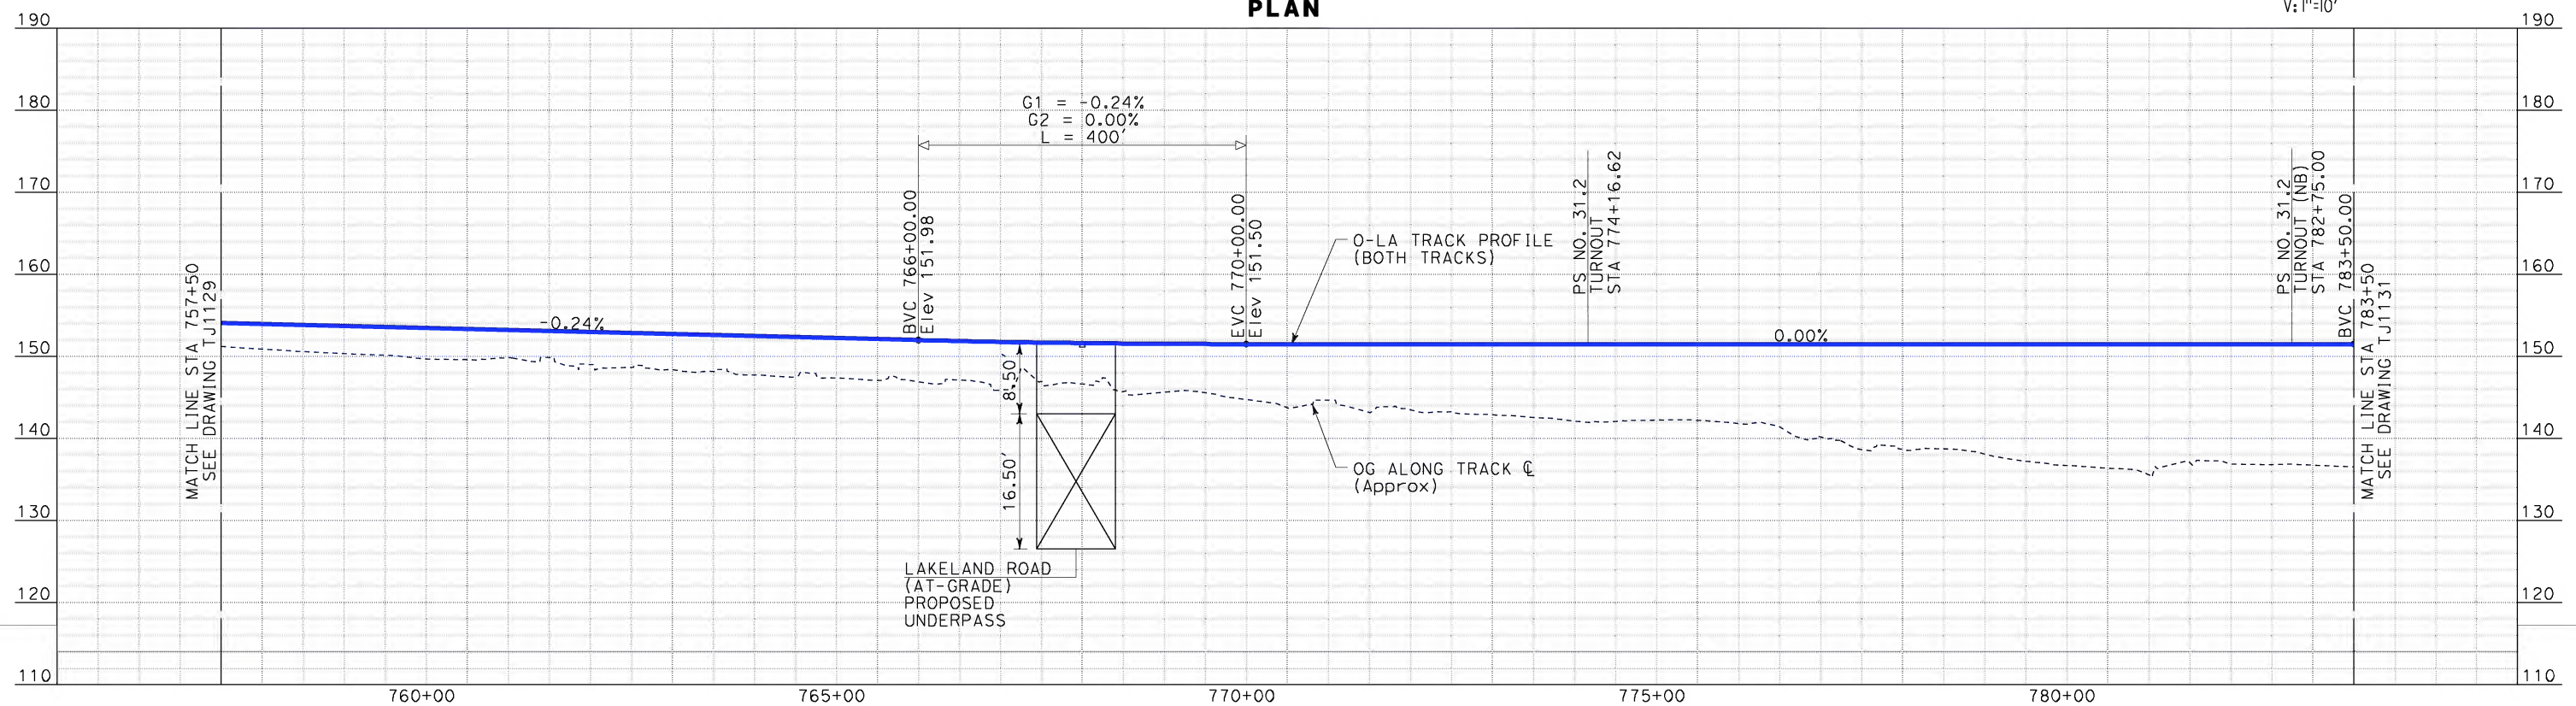 PLAN
V: 1"=10'
190
190
180
180
170
170
160
160
150
150
140
140
130
130
120
120
110
110
G1 = -0.24%
G2 = 0.00%
L = 400'
MATCH LINE STA 757+50
SEE DRAWING TJ1129
-0.24%
BVC 766+00.00
Elev 151.98
EVC 770+00.00
Elev 151.50
O-LA TRACK PROFILE
(BOTH TRACKS)
PS NO. 31.2
TURNOUT
STA 774+16.62
0.00%
PS NO. 31.2
TURNOUT (NB)
STA 782+75.00
BVC 783+50.00
MATCH LINE STA 783+50
SEE DRAWING TJ1131
8.50'
16.50'
OG ALONG TRACK ℄
(Approx)
LAKELAND ROAD
(AT-GRADE)
PROPOSED
UNDERPASS
760+00
765+00
770+00
775+00
780+00